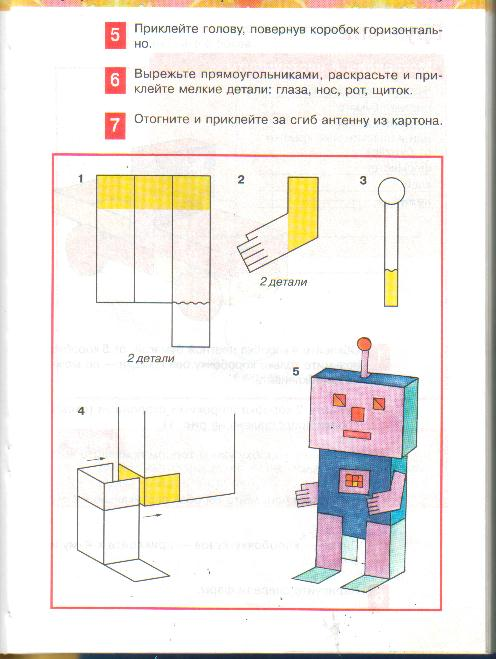 5 Приклейте голову, повернув коробок горизонталь-
но.
6 Вырежьте прямоугольниками, раскрасьте и при-
клейте мелкие детали: глаза, нос, рот, щиток.
7 Отогните и приклейте за сгиб антенну из картона.
1 2 3
2 детали
2 детали
4 5